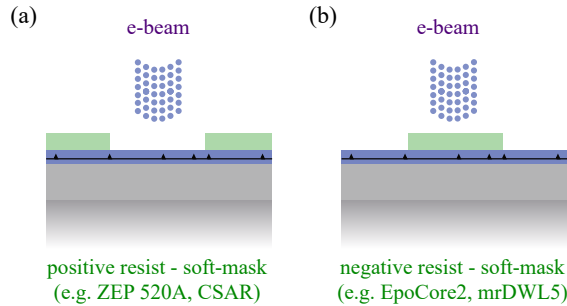 (a)
e-beam
positive resist - soft-mask
(e.g. ZEP 520A, CSAR)
(b)
e-beam
negative resist - soft-mask
(e.g. EpoCore2, mrDWL5)